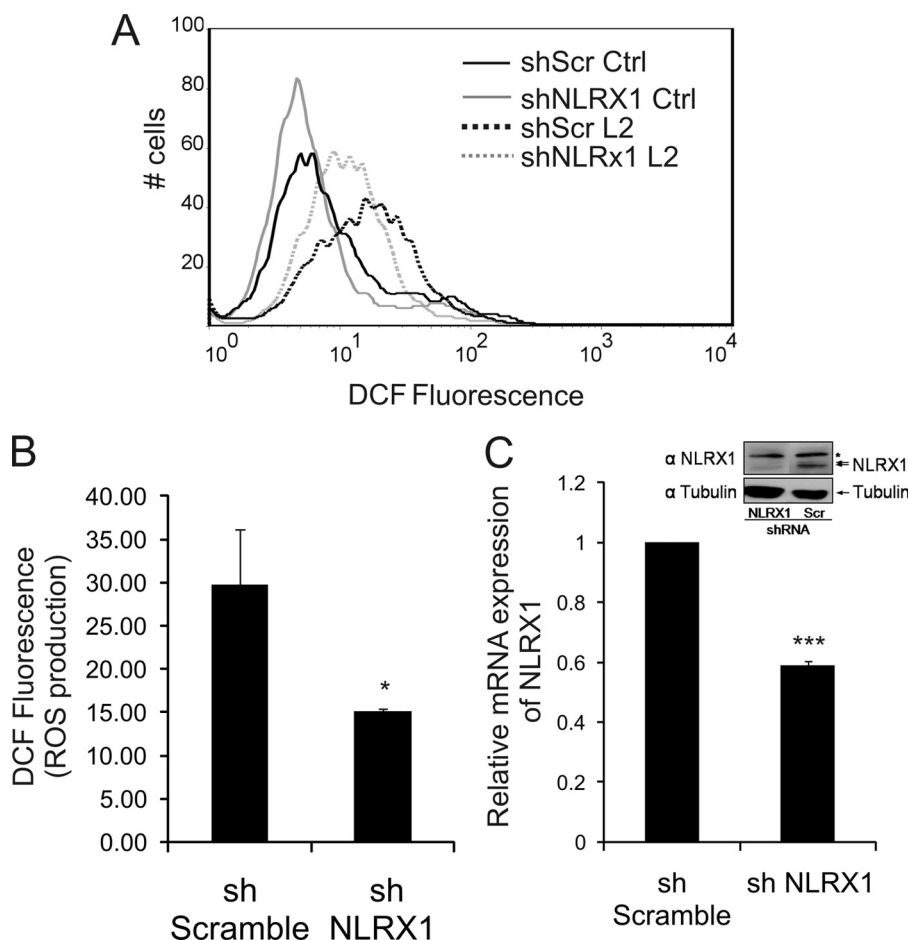 A
100
80
60
40
20
# cells
shScr Ctrl
shNLRX1 Ctrl
shScr L2
shNLRx1 L2
10^0
10^1
10^2
10^3
10^4
DCF Fluorescence
B
DCF Fluorescence
(ROS production)
40.00
35.00
30.00
25.00
20.00
15.00
10.00
5.00
0.00
*
sh
Scramble
sh
NLRX1
C
α NLRX1
*
NLRX1
α Tubulin
Tubulin
NLRX1 Scr
shRNA
Relative mRNA expression
of NLRX1
1.2
1
0.8
0.6
0.4
0.2
0
***
sh
Scramble
sh NLRX1